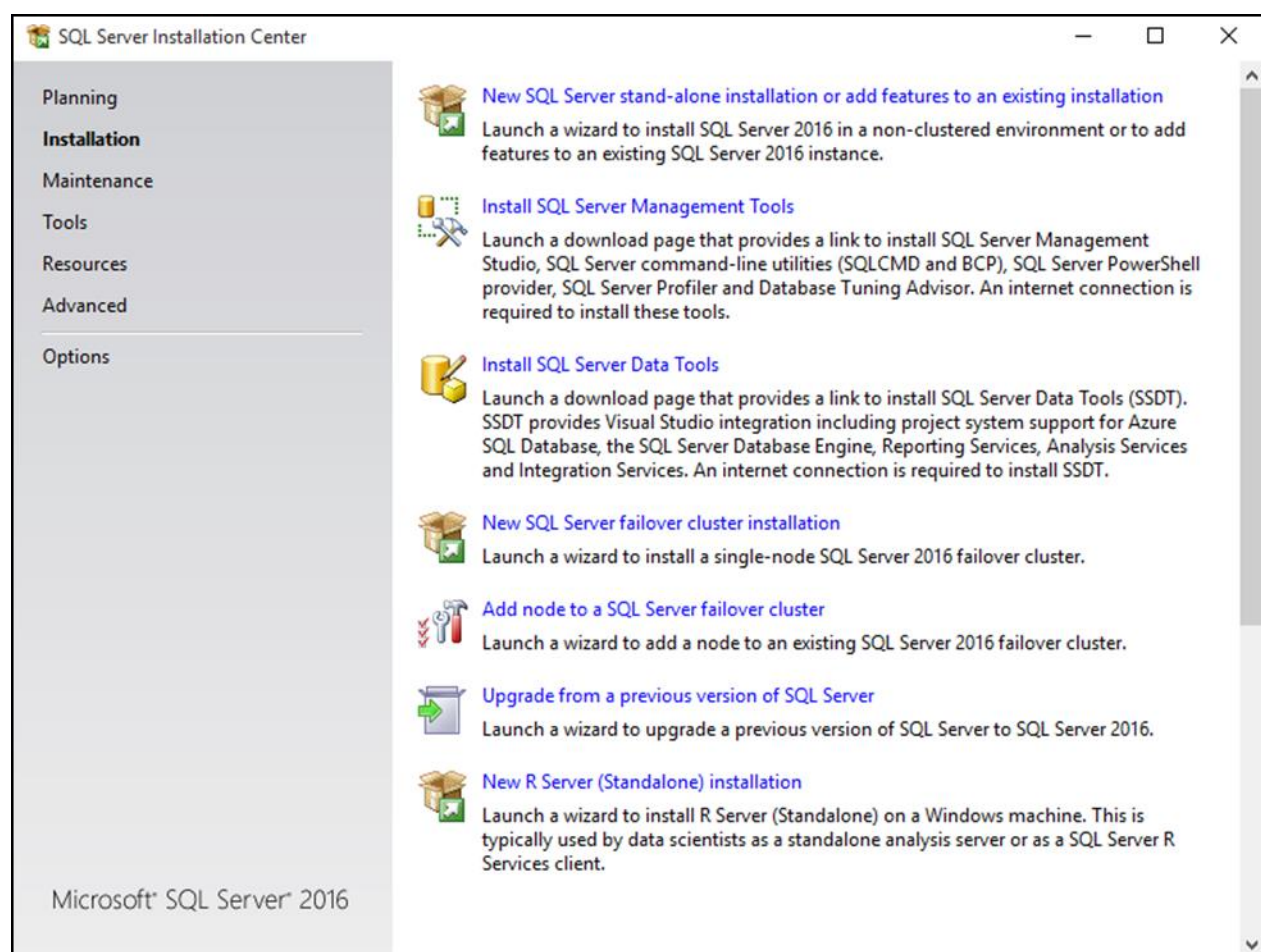 SQL Server Installation Center
Planning
Installation
Maintenance
Tools
Resources
Advanced
Options
Microsoft® SQL Server® 2016
New SQL Server stand-alone installation or add features to an existing installation
Launch a wizard to install SQL Server 2016 in a non-clustered environment or to add
features to an existing SQL Server 2016 instance.
Install SQL Server Management Tools
Launch a download page that provides a link to install SQL Server Management
Studio, SQL Server command-line utilities (SQLCMD and BCP), SQL Server PowerShell
provider, SQL Server Profiler and Database Tuning Advisor. An internet connection is
required to install these tools.
Install SQL Server Data Tools
Launch a download page that provides a link to install SQL Server Data Tools (SSDT).
SSDT provides Visual Studio integration including project system support for Azure
SQL Database, the SQL Server Database Engine, Reporting Services, Analysis Services
and Integration Services. An internet connection is required to install SSDT.
New SQL Server failover cluster installation
Launch a wizard to install a single-node SQL Server 2016 failover cluster.
Add node to a SQL Server failover cluster
Launch a wizard to add a node to an existing SQL Server 2016 failover cluster.
Upgrade from a previous version of SQL Server
Launch a wizard to upgrade a previous version of SQL Server to SQL Server 2016.
New R Server (Standalone) installation
Launch a wizard to install R Server (Standalone) on a Windows machine. This is
typically used by data scientists as a standalone analysis server or as a SQL Server R
Services client.